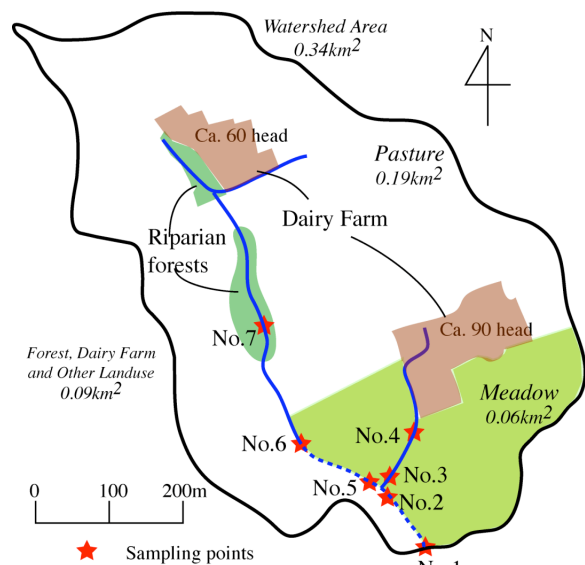 Watershed Area
0.34km2
N
Ca. 60 head
Pasture
0.19km2
Dairy Farm
Riparian
forests
Ca. 90 head
No.7
Forest, Dairy Farm
and Other Landuse
0.09km2
Meadow
0.06km2
No.4
No.6
No.3
No.5
No.2
0 100 200m
Sampling points